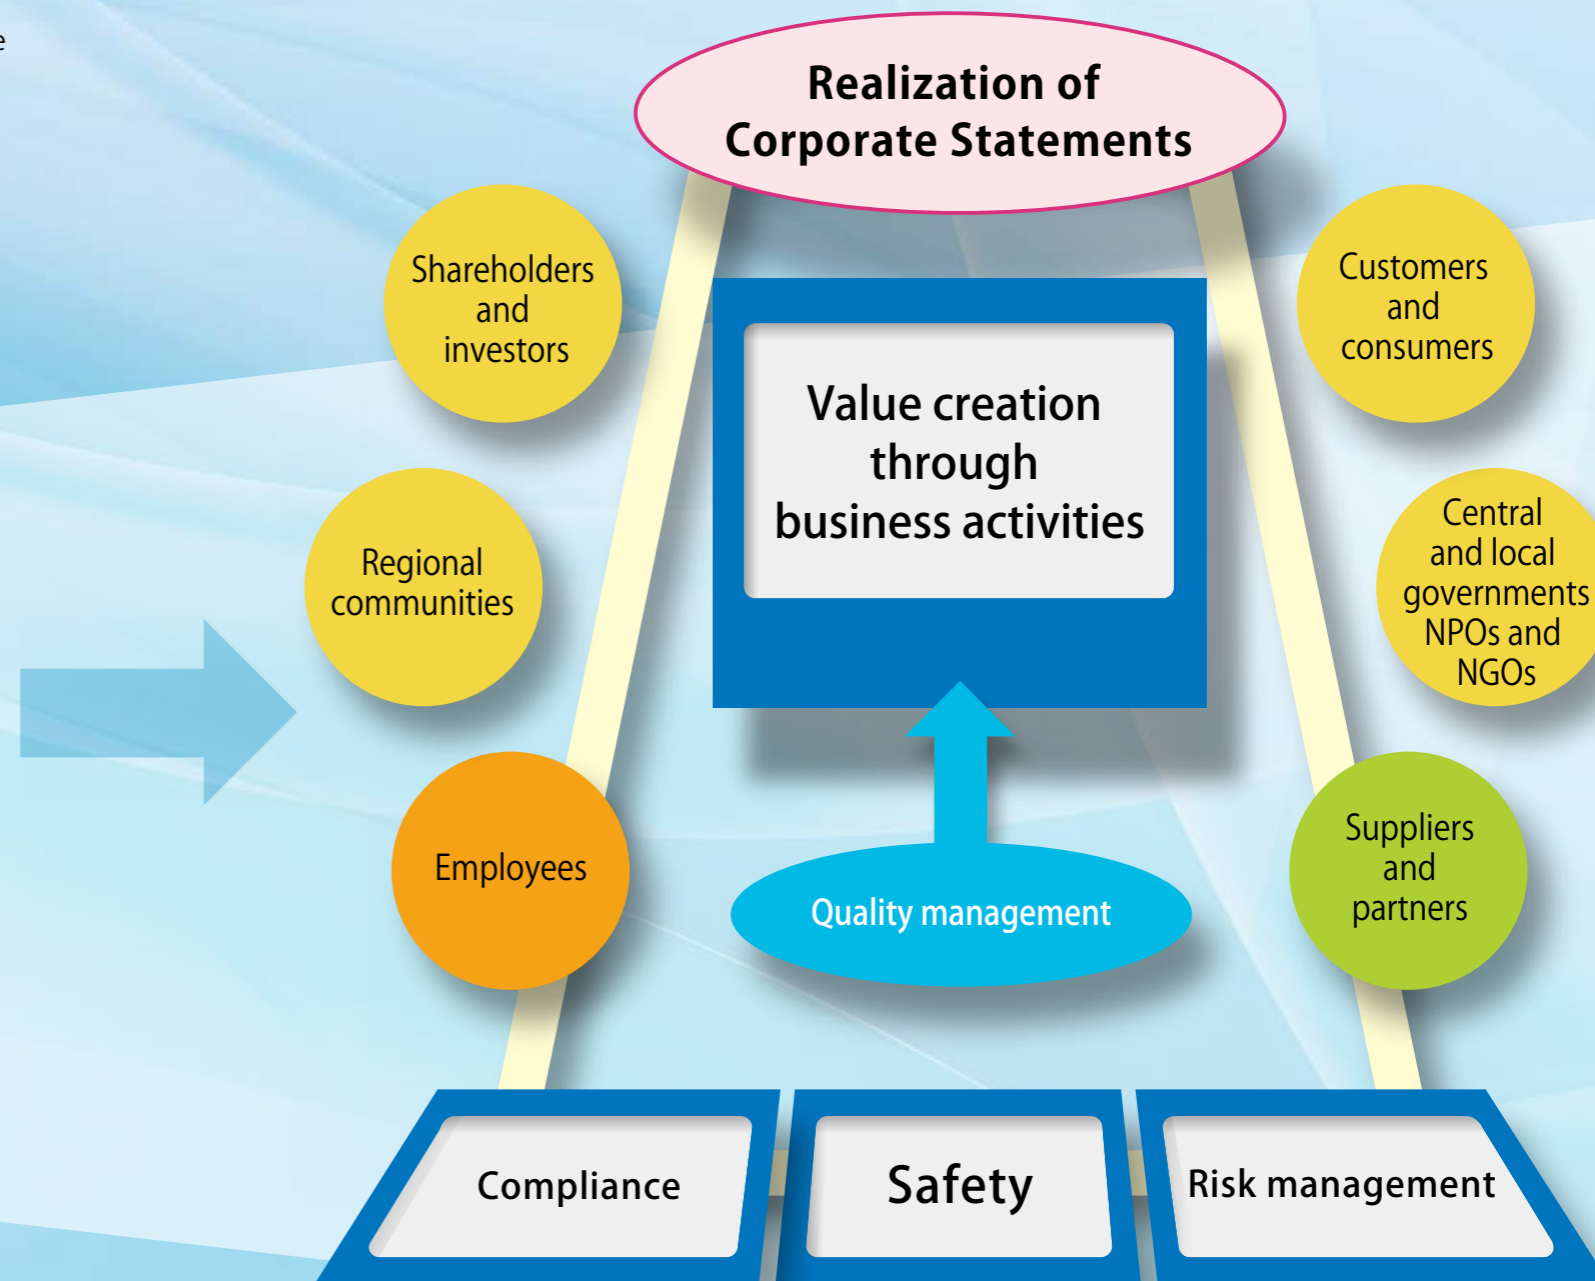 e
Realization of
Corporate Statements
Shareholders
and
investors
Customers
and
consumers
Value creation
through
business activities
Regional
communities
Central
and local
governments
NPOs and
NGOs
Employees
Quality management
Suppliers
and
partners
Compliance
Safety
Risk management